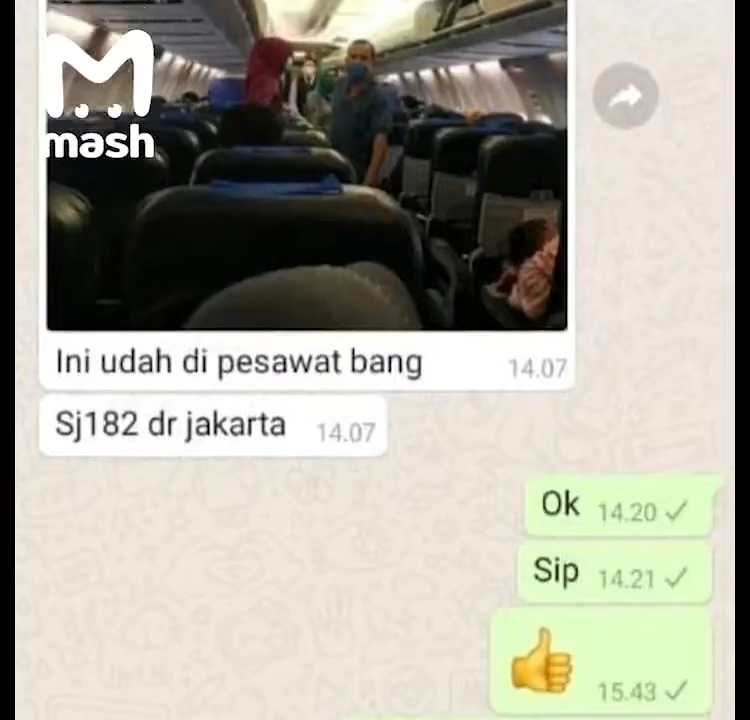 mash
Ini udah di pesawat bang 14.07
Sj182 dr jakarta 14.07
Ok 14.20
Sip 14.21
15.43